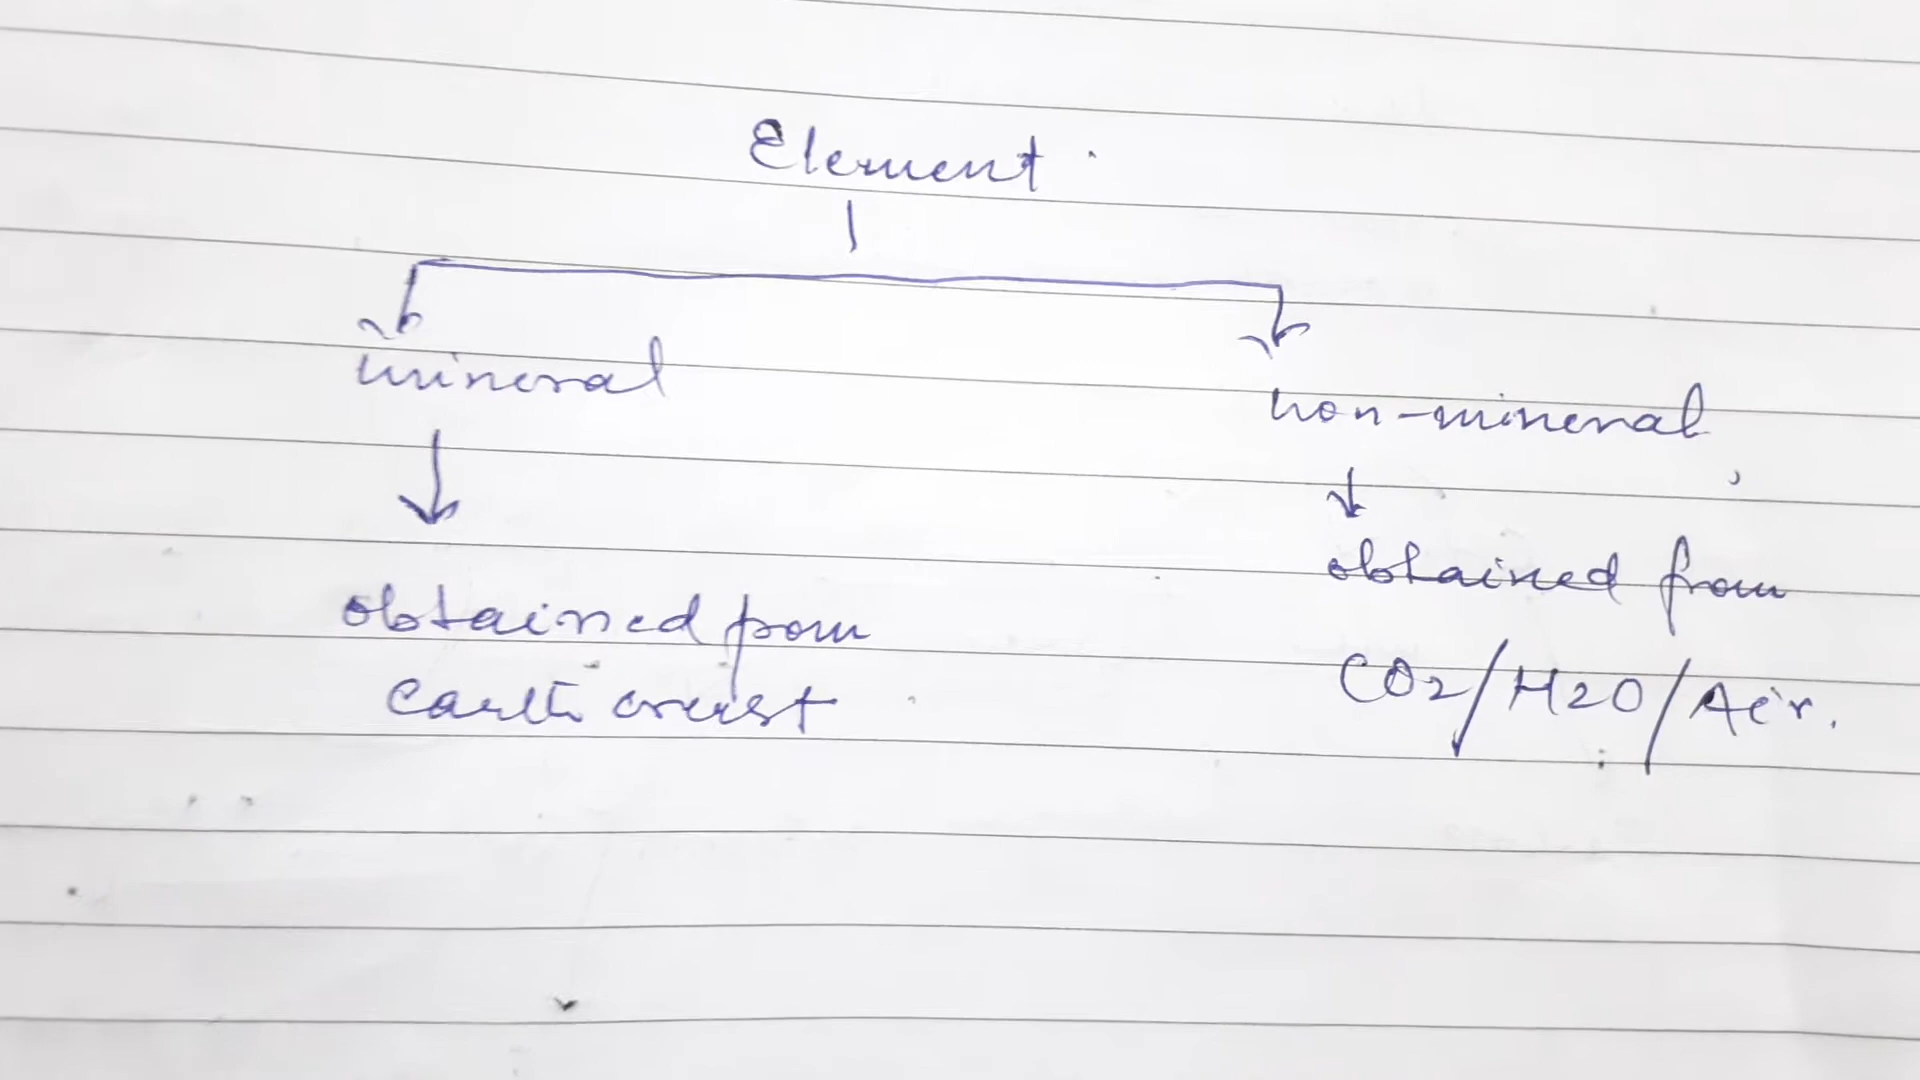 Element
mineral
non-mineral
obtained from
earth crust
obtained from
CO2/H2O/Air.